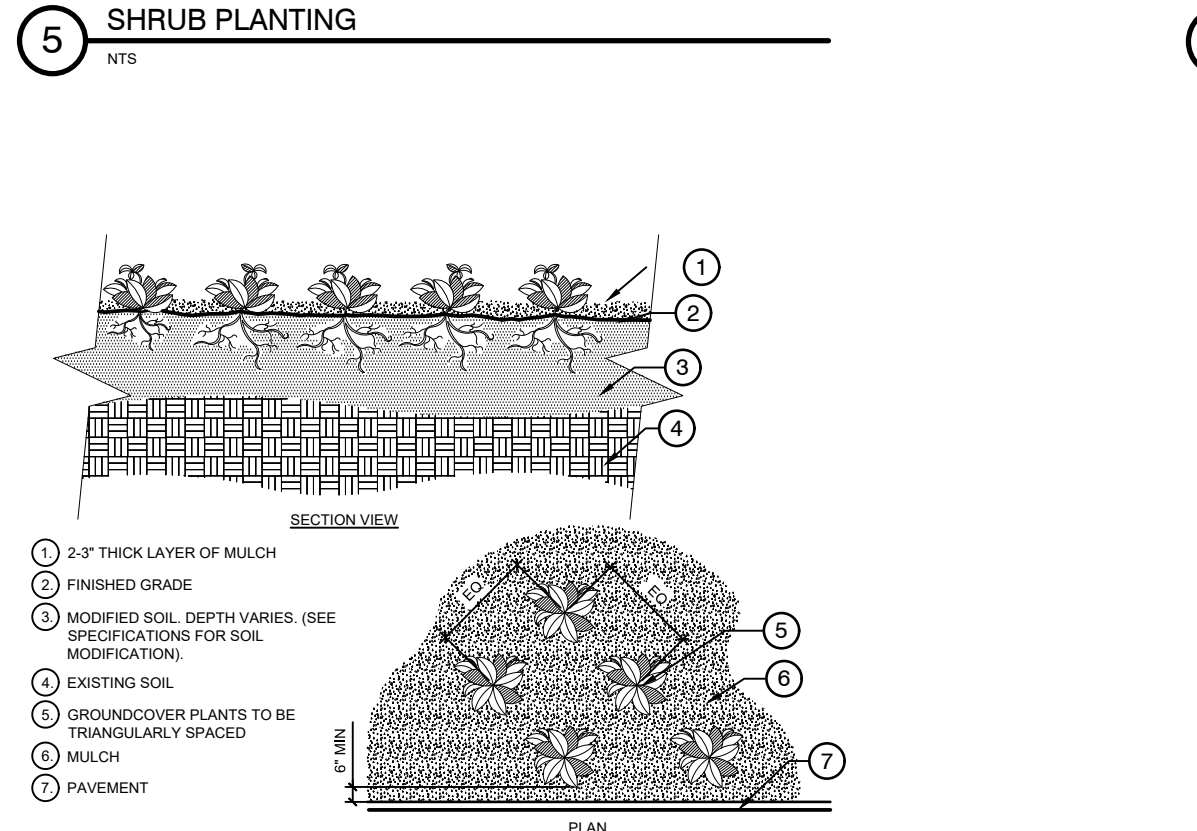 5
SHRUB PLANTING
NTS
1
2
3
4
SECTION VIEW
1. 2-3" THICK LAYER OF MULCH
2. FINISHED GRADE
3. MODIFIED SOIL. DEPTH VARIES. (SEE
SPECIFICATIONS FOR SOIL
MODIFICATION).
4. EXISTING SOIL
5. GROUNDCOVER PLANTS TO BE
TRIANGULARLY SPACED
6. MULCH
7. PAVEMENT
EQ.
EQ.
5
6
7
6" MIN
PLAN